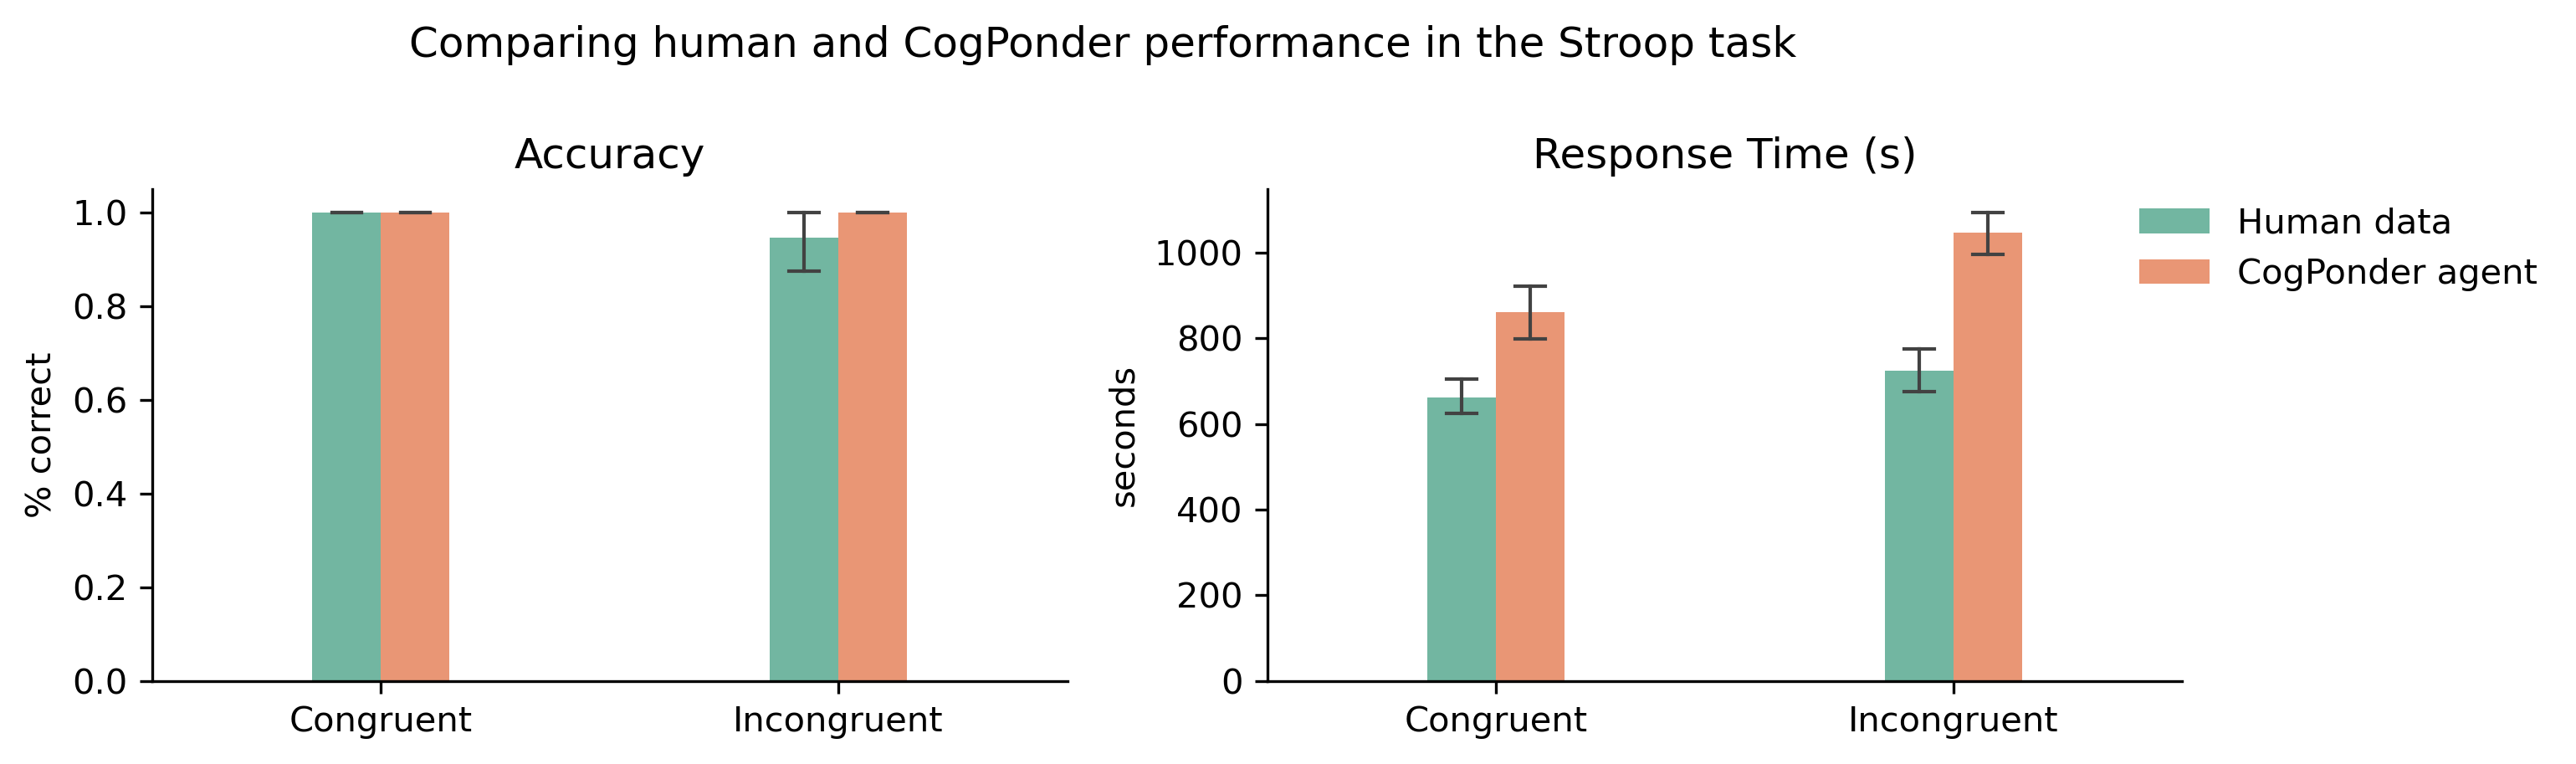 Comparing human and CogPonder performance in the Stroop task
Accuracy
% correct
1.0
0.8
0.6
0.4
0.2
0.0
Congruent
Incongruent
Response Time (s)
seconds
1000
800
600
400
200
0
Congruent
Incongruent
Human data
CogPonder agent